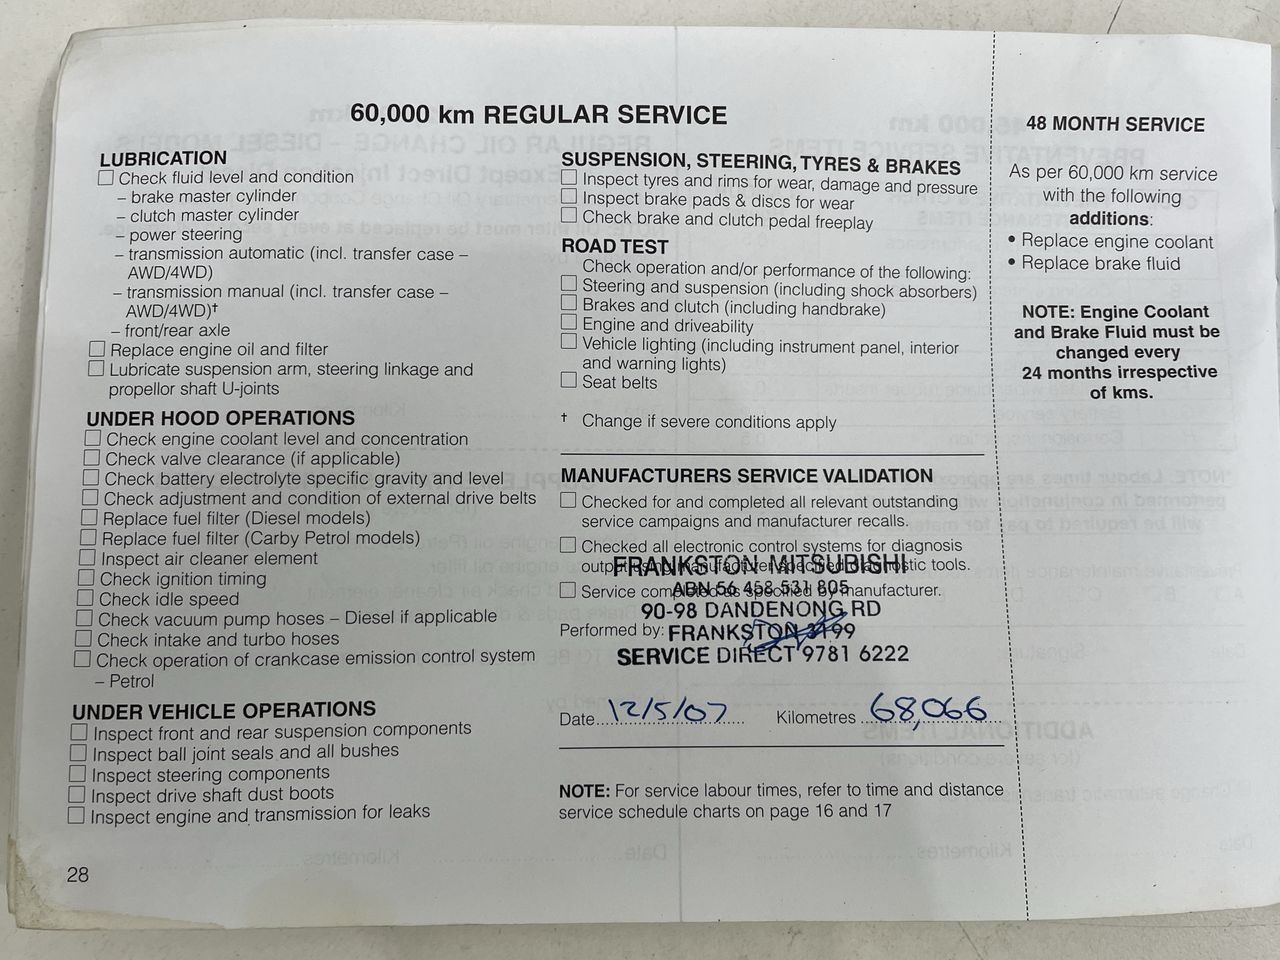 60,000 km REGULAR SERVICE
LUBRICATION
Check fluid level and condition
– brake master cylinder
– clutch master cylinder
– power steering
– transmission automatic (incl. transfer case –
AWD/4WD)
– transmission manual (incl. transfer case –
AWD/4WD)†
– front/rear axle
Replace engine oil and filter
Lubricate suspension arm, steering linkage and
propellor shaft U-joints
UNDER HOOD OPERATIONS
Check engine coolant level and concentration
Check valve clearance (if applicable)
Check battery electrolyte specific gravity and level
Check adjustment and condition of external drive belts
Replace fuel filter (Diesel models)
Replace fuel filter (Carby Petrol models)
Inspect air cleaner element
Check ignition timing
Check idle speed
Check vacuum pump hoses – Diesel if applicable
Check intake and turbo hoses
Check operation of crankcase emission control system
– Petrol
UNDER VEHICLE OPERATIONS
Inspect front and rear suspension components
Inspect ball joint seals and all bushes
Inspect steering components
Inspect drive shaft dust boots
Inspect engine and transmission for leaks
28
SUSPENSION, STEERING, TYRES & BRAKES
Inspect tyres and rims for wear, damage and pressure
Inspect brake pads & discs for wear
Check brake and clutch pedal freeplay
ROAD TEST
Check operation and/or performance of the following:
Steering and suspension (including shock absorbers)
Brakes and clutch (including handbrake)
Engine and driveability
Vehicle lighting (including instrument panel, interior
and warning lights)
Seat belts
† Change if severe conditions apply
MANUFACTURERS SERVICE VALIDATION
Checked for and completed all relevant outstanding
service campaigns and manufacturer recalls.
Checked all electronic control systems for diagnosis
output using manufacturer specified diagnostic tools.
Service completed as specified by manufacturer.
Performed by:
FRANKSTON MITSUBISHI
ABN 56 458 531 805
90-98 DANDENONG RD
FRANKSTON 3199
SERVICE DIRECT 9781 6222
Date 12/5/07 Kilometres 68,066
NOTE: For service labour times, refer to time and distance
service schedule charts on page 16 and 17
48 MONTH SERVICE
As per 60,000 km service
with the following
additions:
• Replace engine coolant
• Replace brake fluid
NOTE: Engine Coolant
and Brake Fluid must be
changed every
24 months irrespective
of kms.